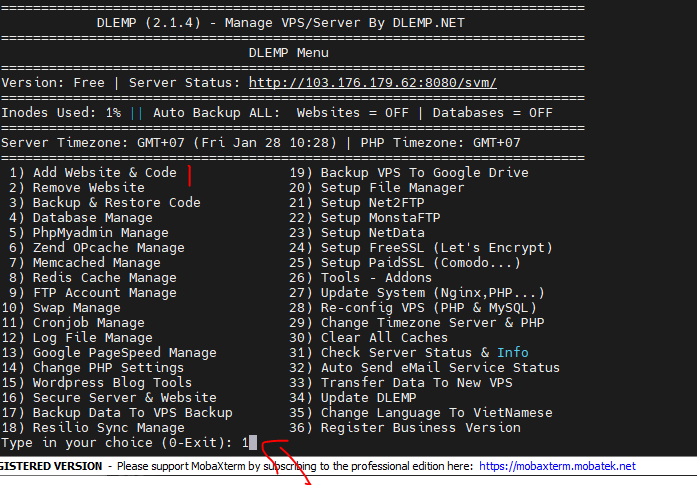 DLEMP (2.1.4) - Manage VPS/Server By DLEMP.NET
DLEMP Menu
Version: Free | Server Status: http://103.176.179.62:8080/svm/
Inodes Used: 1% || Auto Backup ALL:  Websites = OFF | Databases = OFF
Server Timezone: GMT+07 (Fri Jan 28 10:28) | PHP Timezone: GMT+07
1) Add Website & Code
2) Remove Website
3) Backup & Restore Code
4) Database Manage
5) PhpMyadmin Manage
6) Zend OPcache Manage
7) Memcached Manage
8) Redis Cache Manage
9) FTP Account Manage
10) Swap Manage
11) Cronjob Manage
12) Log File Manage
13) Google PageSpeed Manage
14) Change PHP Settings
15) Wordpress Blog Tools
16) Secure Server & Website
17) Backup Data To VPS Backup
18) Resilio Sync Manage
19) Backup VPS To Google Drive
20) Setup File Manager
21) Setup Net2FTP
22) Setup MonstaFTP
23) Setup NetData
24) Setup FreeSSL (Let's Encrypt)
25) Setup PaidSSL (Comodo...)
26) Tools - Addons
27) Update System (Nginx,PHP...)
28) Re-config VPS (PHP & MySQL)
29) Change Timezone Server & PHP
30) Clear All Caches
31) Check Server Status & Info
32) Auto Send eMail Service Status
33) Transfer Data To New VPS
34) Update DLEMP
35) Change Language To VietNamese
36) Register Business Version
Type in your choice (0-Exit): 1
GISTERED VERSION - Please support MobaXterm by subscribing to the professional edition here: https://mobaxterm.mobatek.net